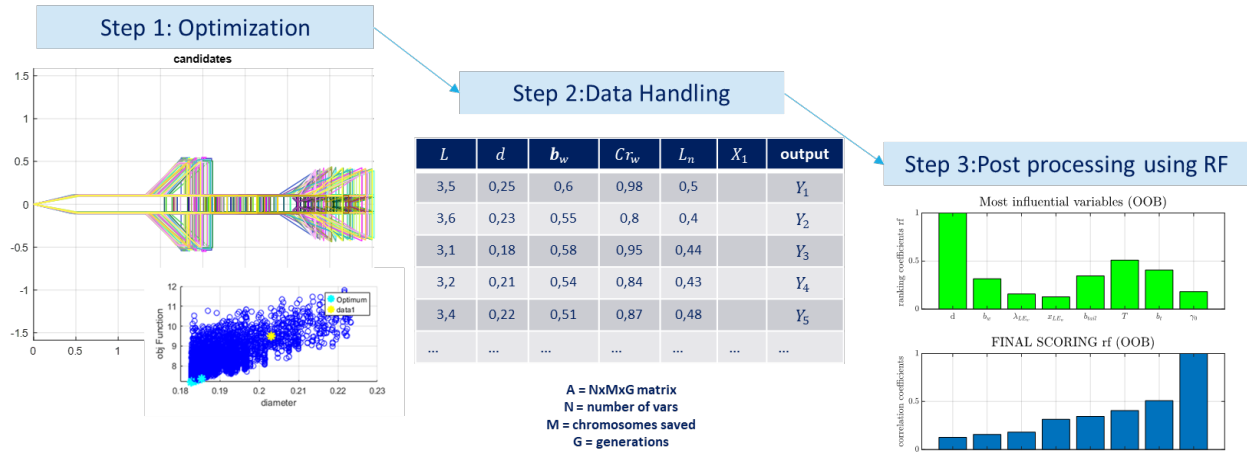 Step 1: Optimization
candidates
1.5
1
0.5
0
-0.5
-1
-1.5
0 0.5 1
12
11
10
9
8
obj Function
Optimum
data1
0.18 0.19 0.2 0.21 0.22 0.23
diameter
Step 2:Data Handling
L d b_w Cr_w L_n X_1 output
3,5 0,25 0,6 0,98 0,5 Y_1
3,6 0,23 0,55 0,8 0,4 Y_2
3,1 0,18 0,58 0,95 0,44 Y_3
3,2 0,21 0,54 0,84 0,43 Y_4
3,4 0,22 0,51 0,87 0,48 Y_5
... ... ... ... ... ...
A = NxMxG matrix
N = number of vars
M = chromosomes saved
G = generations
Step 3:Post processing using RF
Most influential variables (OOB)
ranking coefficients rf
1
0.5
0
d T
FINAL SCORING rf (OOB)
correlation coefficients
1
0.5
0